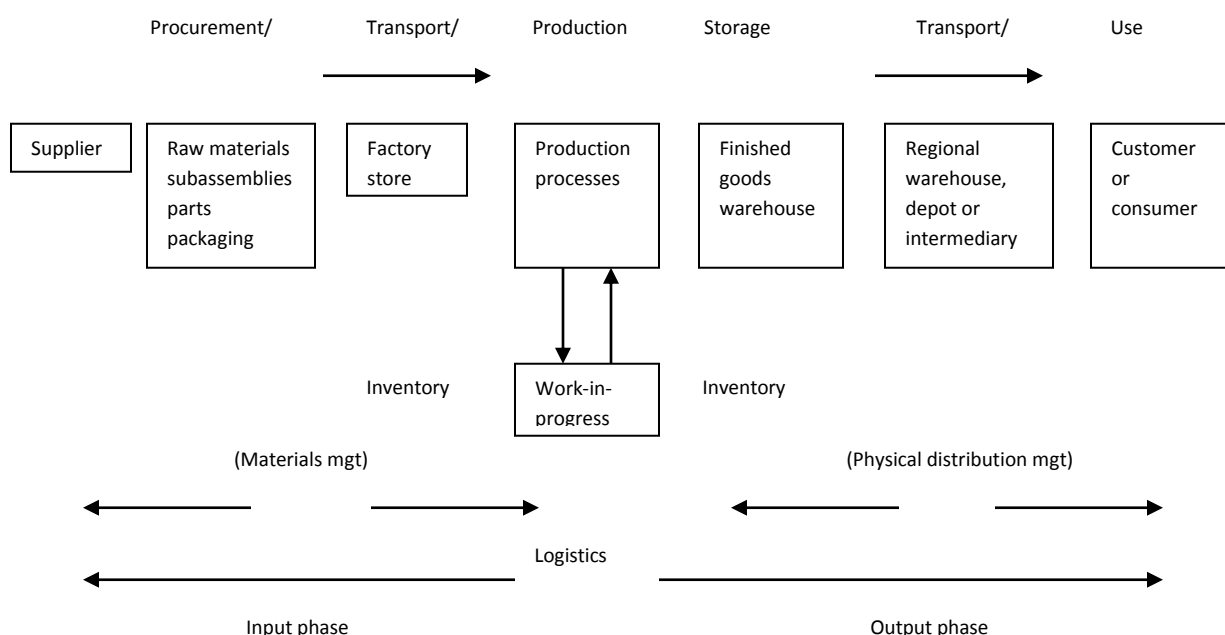 Procurement/
Transport/
Production
Storage
Transport/
Use
Supplier
Raw materials
subassemblies
parts
packaging
Factory
store
Production
processes
Finished
goods
warehouse
Regional
warehouse,
depot or
intermediary
Customer
or
consumer
Inventory
Work-in-
progress
Inventory
(Materials mgt)
(Physical distribution mgt)
Logistics
Input phase
Output phase